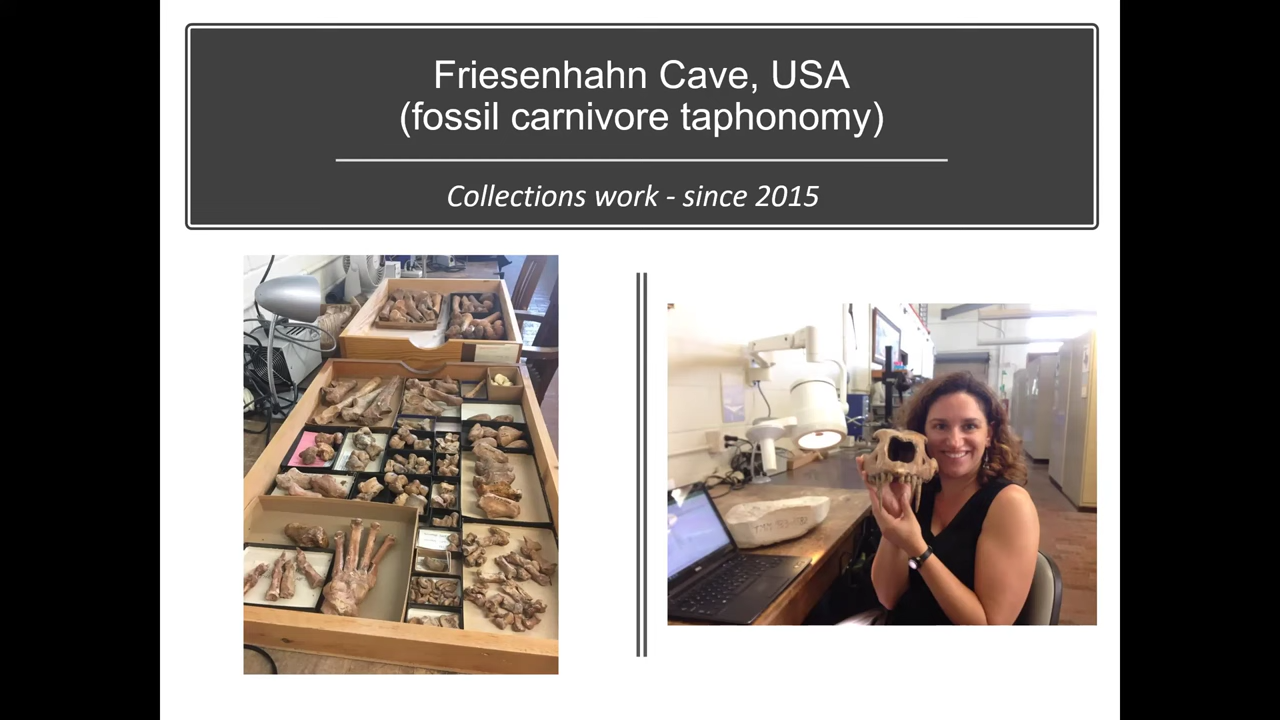 Friesenhahn Cave, USA
(fossil carnivore taphonomy)
Collections work - since 2015